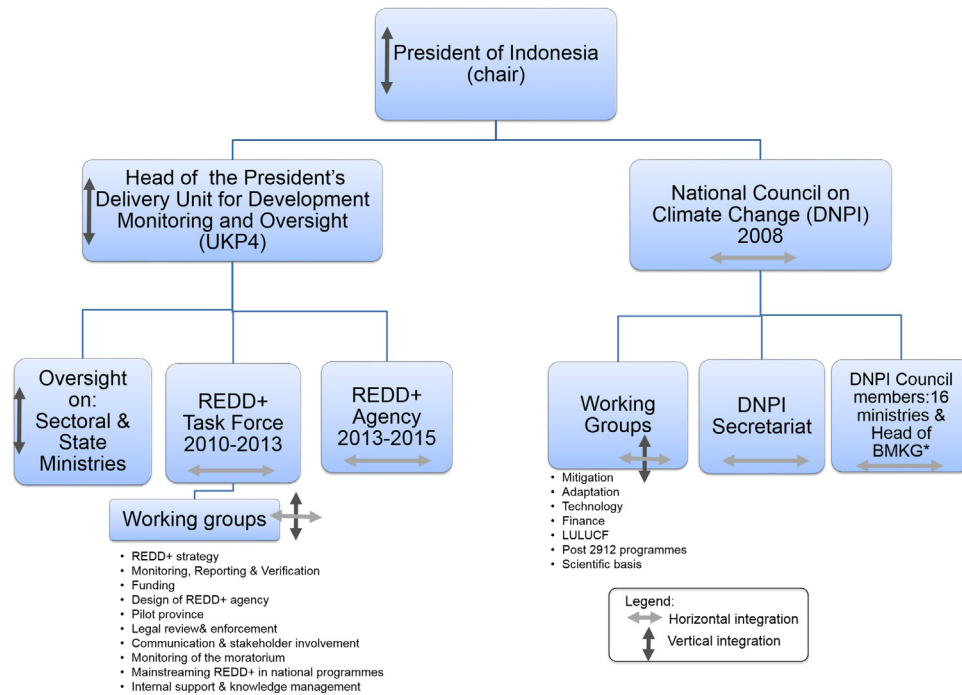 President of Indonesia
(chair)
Head of the President's
Delivery Unit for Development
Monitoring and Oversight
(UKP4)
National Council on
Climate Change (DNPI)
2008
Oversight
on:
Sectoral &
State
Ministries
REDD+
Task Force
2010-2013
REDD+
Agency
2013-2015
Working
Groups
DNPI
Secretariat
DNPI Council
members:16
ministries &
Head of
BMKG*
Working groups
• REDD+ strategy
• Monitoring, Reporting & Verification
• Funding
• Design of REDD+ agency
• Pilot province
• Legal review& enforcement
• Communication & stakeholder involvement
• Monitoring of the moratorium
• Mainstreaming REDD+ in national programmes
• Internal support & knowledge management
• Mitigation
• Adaptation
• Technology
• Finance
• LULUCF
• Post 2912 programmes
• Scientific basis
Legend:
Horizontal integration
Vertical integration